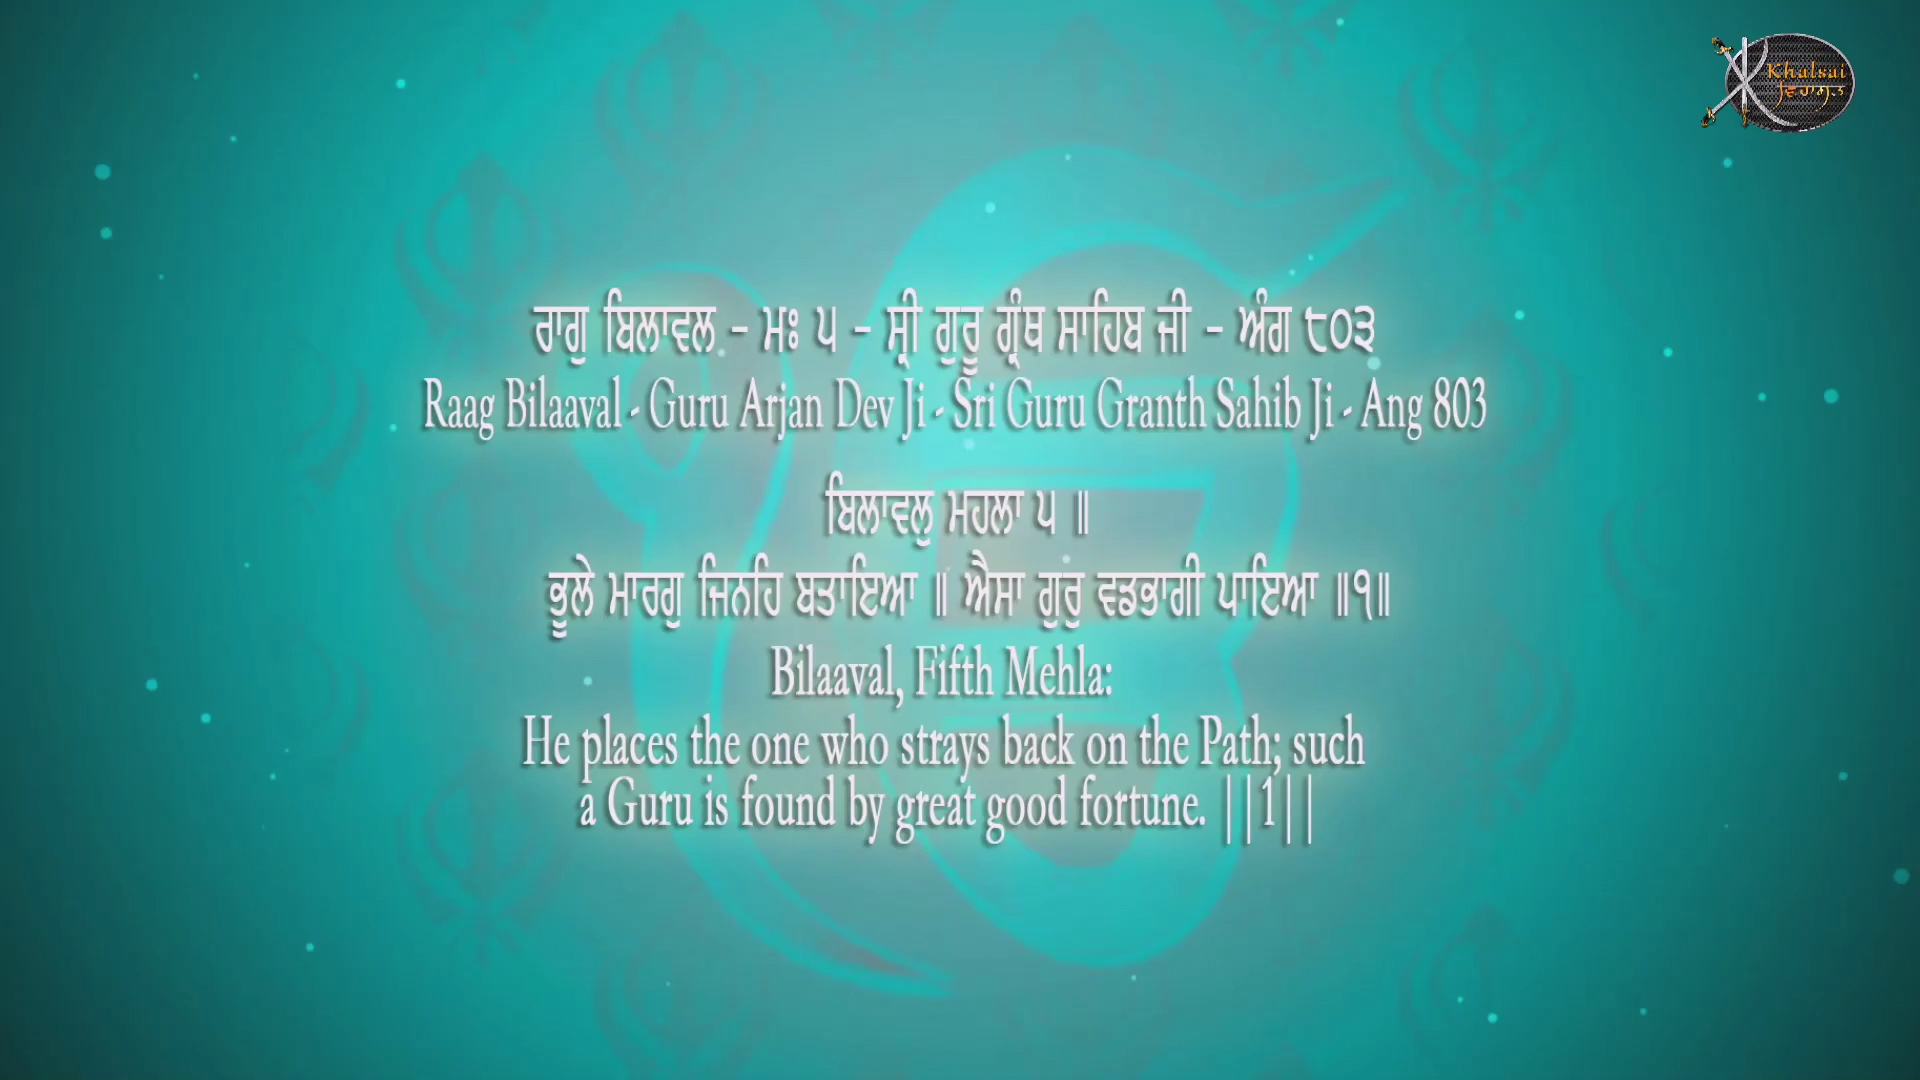 Khalsai
ਵਿਰਾਸਤ
ਰਾਗੁ ਬਿਲਾਵਲ - ਮਃ ੫ - ਸ੍ਰੀ ਗੁਰੂ ਗ੍ਰੰਥ ਸਾਹਿਬ ਜੀ - ਅੰਗ ੮੦੩
Raag Bilaaval - Guru Arjan Dev Ji - Sri Guru Granth Sahib Ji - Ang 803
ਬਿਲਾਵਲੁ ਮਹਲਾ ੫ ॥
ਭੂਲੇ ਮਾਰਗੁ ਜਿਨਹਿ ਬਤਾਇਆ ॥ ਐਸਾ ਗੁਰੁ ਵਡਭਾਗੀ ਪਾਇਆ ॥੧॥
Bilaaval, Fifth Mehla:
He places the one who strays back on the Path; such
a Guru is found by great good fortune. ||1||